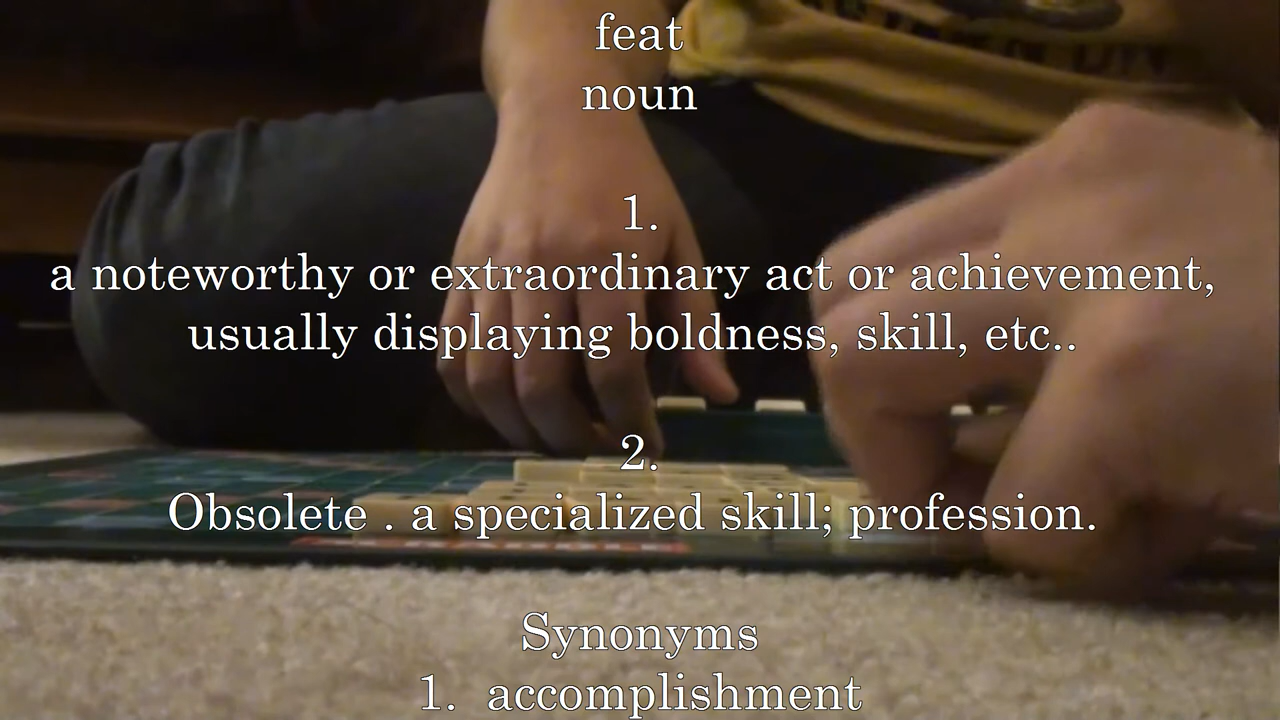 feat
noun
1.
a noteworthy or extraordinary act or achievement,
usually displaying boldness, skill, etc..
2.
Obsolete . a specialized skill; profession.
Synonyms
1. accomplishment